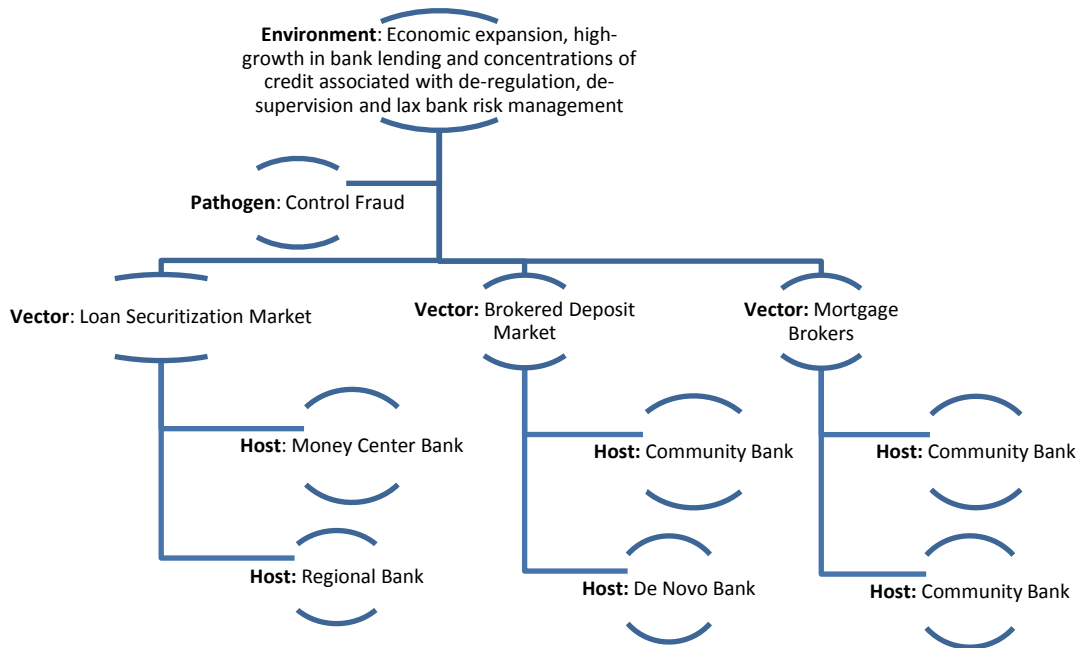 Environment: Economic expansion, high-
growth in bank lending and concentrations of
credit associated with de-regulation, de-
supervision and lax bank risk management
Pathogen: Control Fraud
Vector: Loan Securitization Market
Vector: Brokered Deposit
Market
Vector: Mortgage
Brokers
Host: Money Center Bank
Host: Regional Bank
Host: Community Bank
Host: De Novo Bank
Host: Community Bank
Host: Community Bank